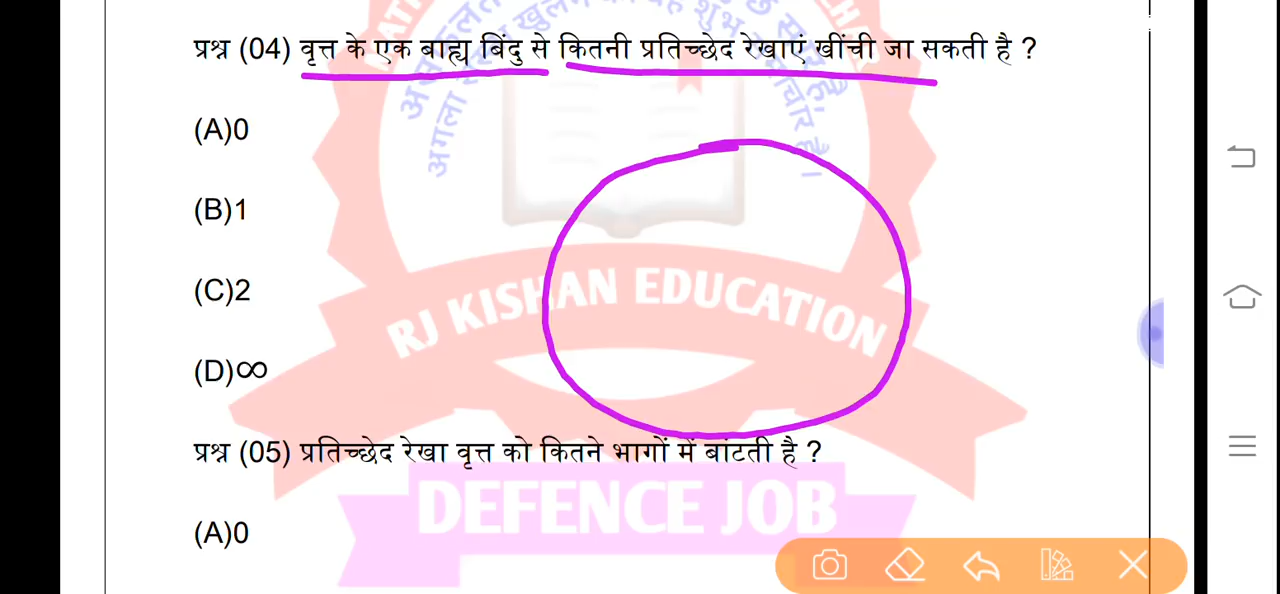 प्रश्न (04) वृत्त के एक बाह्य बिंदु से कितनी प्रतिच्छेद रेखाएं खींची जा सकती है ?
(A)0
(B)1
(C)2
(D)∞
RJ KISHAN EDUCATION
प्रश्न (05) प्रतिच्छेद रेखा वृत्त को कितने भागों में बांटती है ?
DEFENCE JOB
(A)0